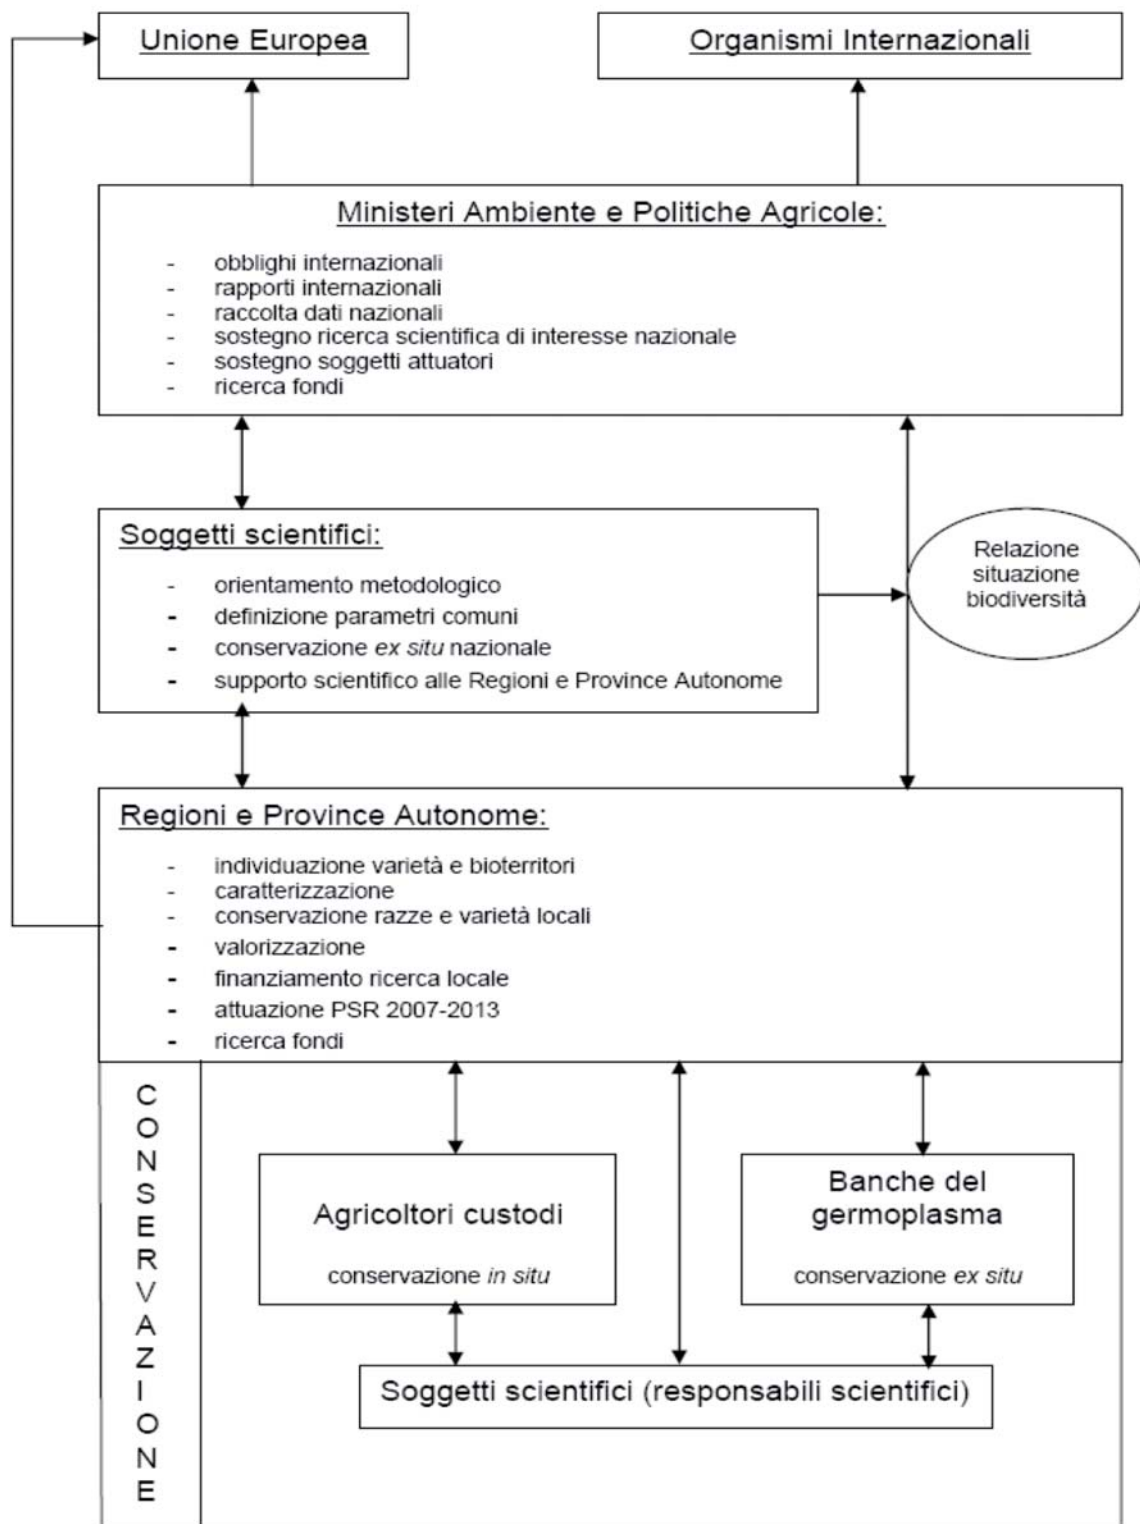 Unione Europea
Organismi Internazionali
Ministeri Ambiente e Politiche Agricole:
- obblighi internazionali
- rapporti internazionali
- raccolta dati nazionali
- sostegno ricerca scientifica di interesse nazionale
- sostegno soggetti attuatori
- ricerca fondi
Soggetti scientifici:
- orientamento metodologico
- definizione parametri comuni
- conservazione ex situ nazionale
- supporto scientifico alle Regioni e Province Autonome
Relazione
situazione
biodiversità
Regioni e Province Autonome:
- individuazione varietà e bioterritori
- caratterizzazione
- conservazione razze e varietà locali
- valorizzazione
- finanziamento ricerca locale
- attuazione PSR 2007-2013
- ricerca fondi
C
O
N
S
E
R
V
A
Z
I
O
N
E
Agricoltori custodi
conservazione in situ
Banche del
germoplasma
conservazione ex situ
Soggetti scientifici (responsabili scientifici)